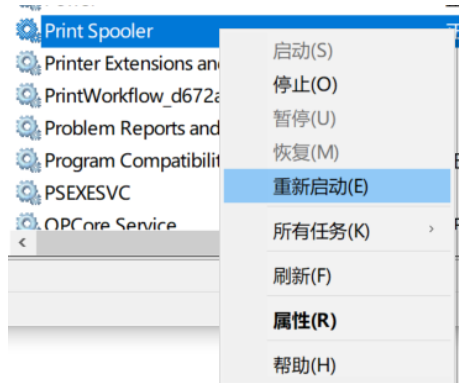 Print Spooler
Printer Extensions an
PrintWorkflow_d672a
Problem Reports and
Program Compatibilit
PSEXESVC
QPCore Service
启动(S)
停止(O)
暂停(U)
恢复(M)
重新启动(E)
所有任务(K)
刷新(F)
属性(R)
帮助(H)